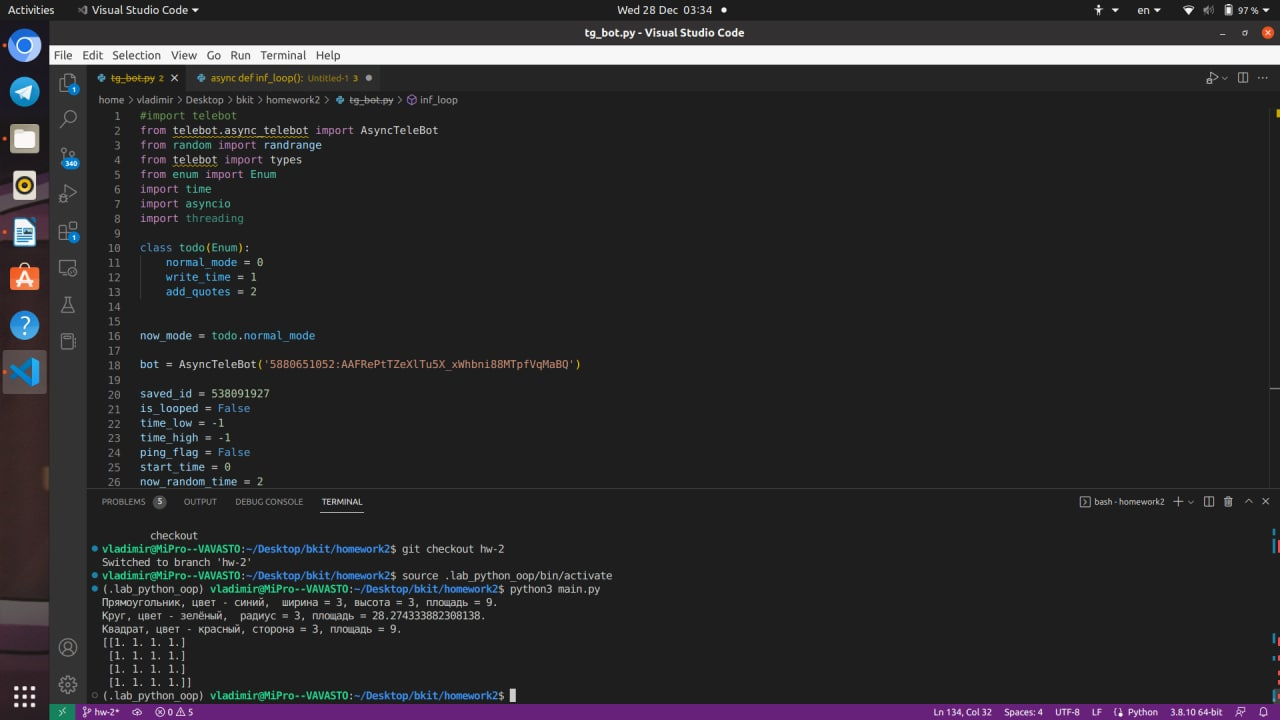 Activities Visual Studio Code Wed 28 Dec 03:34 en 97 %
tg_bot.py - Visual Studio Code
File Edit Selection View Go Run Terminal Help
tg_bot.py 2 async def inf_loop(): Untitled-1 3
home > vladimir > Desktop > bkit > homework2 > tg_bot.py > inf_loop
1 #import telebot
2 from telebot.async_telebot import AsyncTeleBot
3 from random import randrange
4 from telebot import types
5 from enum import Enum
6 import time
7 import asyncio
8 import threading
9
10 class todo(Enum):
11 normal_mode = 0
12 write_time = 1
13 add_quotes = 2
14
15
16 now_mode = todo.normal_mode
17
18 bot = AsyncTeleBot('5880651052:AAFRePtTZeXlTu5X_xWhbni88MTpfVqMaBQ')
19
20 saved_id = 538091927
21 is_looped = False
22 time_low = -1
23 time_high = -1
24 ping_flag = False
25 start_time = 0
26 now_random_time = 2
1
340
1
PROBLEMS 5 OUTPUT DEBUG CONSOLE TERMINAL bash - homework2
checkout
vladimir@MiPro--VAVASTO:~/Desktop/bkit/homework2$ git checkout hw-2
Switched to branch 'hw-2'
vladimir@MiPro--VAVASTO:~/Desktop/bkit/homework2$ source .lab_python_oop/bin/activate
(.lab_python_oop) vladimir@MiPro--VAVASTO:~/Desktop/bkit/homework2$ python3 main.py
Прямоугольник, цвет - синий, ширина = 3, высота = 3, площадь = 9.
Круг, цвет - зелёный, радиус = 3, площадь = 28.274333882308138.
Квадрат, цвет - красный, сторона = 3, площадь = 9.
[[1. 1. 1. 1.]
[1. 1. 1. 1.]
[1. 1. 1. 1.]
[1. 1. 1. 1.]]
(.lab_python_oop) vladimir@MiPro--VAVASTO:~/Desktop/bkit/homework2$
hw-2* 0 5 Ln 134, Col 32 Spaces: 4 UTF-8 LF Python 3.8.10 64-bit